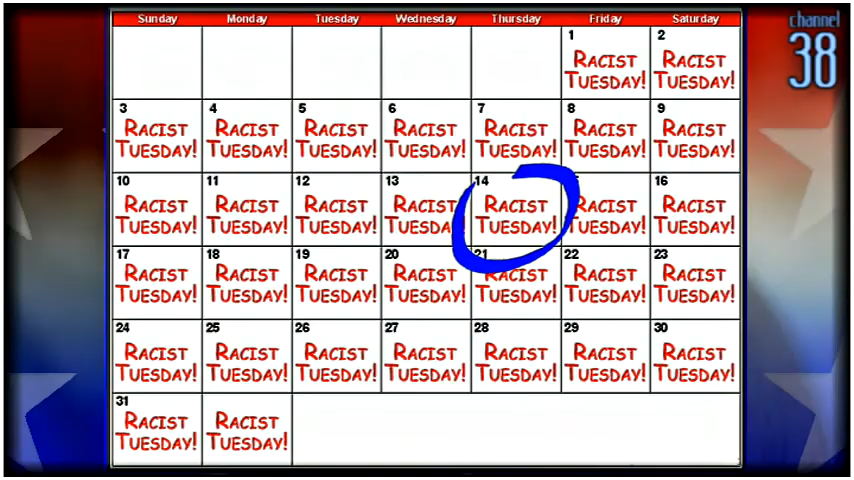 channel
38
Sunday Monday Tuesday Wednesday Thursday Friday Saturday
1 2
RACIST RACIST
TUESDAY! TUESDAY!
3 4 5 6 7 8 9
RACIST RACIST RACIST RACIST RACIST RACIST RACIST
TUESDAY! TUESDAY! TUESDAY! TUESDAY! TUESDAY! TUESDAY! TUESDAY!
10 11 12 13 14 16
RACIST RACIST RACIST RACIST RACIST RACIST RACIST
TUESDAY! TUESDAY! TUESDAY! TUESDAY! TUESDAY! TUESDAY! TUESDAY!
17 18 19 20 21 22 23
RACIST RACIST RACIST RACIST RACIST RACIST RACIST
TUESDAY! TUESDAY! TUESDAY! TUESDAY! TUESDAY! TUESDAY! TUESDAY!
24 25 26 27 28 29 30
RACIST RACIST RACIST RACIST RACIST RACIST RACIST
TUESDAY! TUESDAY! TUESDAY! TUESDAY! TUESDAY! TUESDAY! TUESDAY!
31
RACIST RACIST
TUESDAY! TUESDAY!